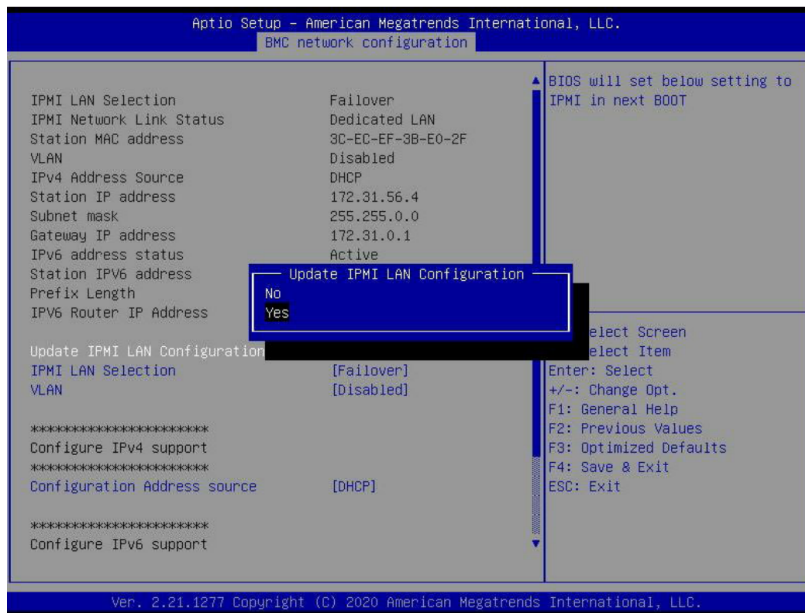 Aptio Setup – American Megatrends International, LLC.
BMC network configuration
IPMI LAN Selection Failover
IPMI Network Link Status Dedicated LAN
Station MAC address 3C-EC-EF-3B-E0-2F
VLAN Disabled
IPv4 Address Source DHCP
Station IP address 172.31.56.4
Subnet mask 255.255.0.0
Gateway IP address 172.31.0.1
IPv6 address status Active
Station IPV6 address
Prefix Length
IPV6 Router IP Address
Update IPMI LAN Configuration
No
Yes
Update IPMI LAN Configuration
IPMI LAN Selection [Failover]
VLAN [Disabled]
***********************
Configure IPv4 support
***********************
Configuration Address source [DHCP]
***********************
Configure IPv6 support
BIOS will set below setting to
IPMI in next BOOT
elect Screen
elect Item
Enter: Select
+/-: Change Opt.
F1: General Help
F2: Previous Values
F3: Optimized Defaults
F4: Save & Exit
ESC: Exit
Ver. 2.21.1277 Copyright (C) 2020 American Megatrends International, LLC.